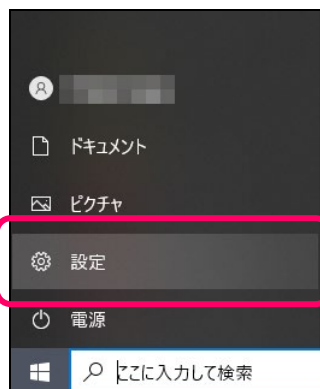 ドキュメント
ピクチャ
設定
電源
ここに入力して検索